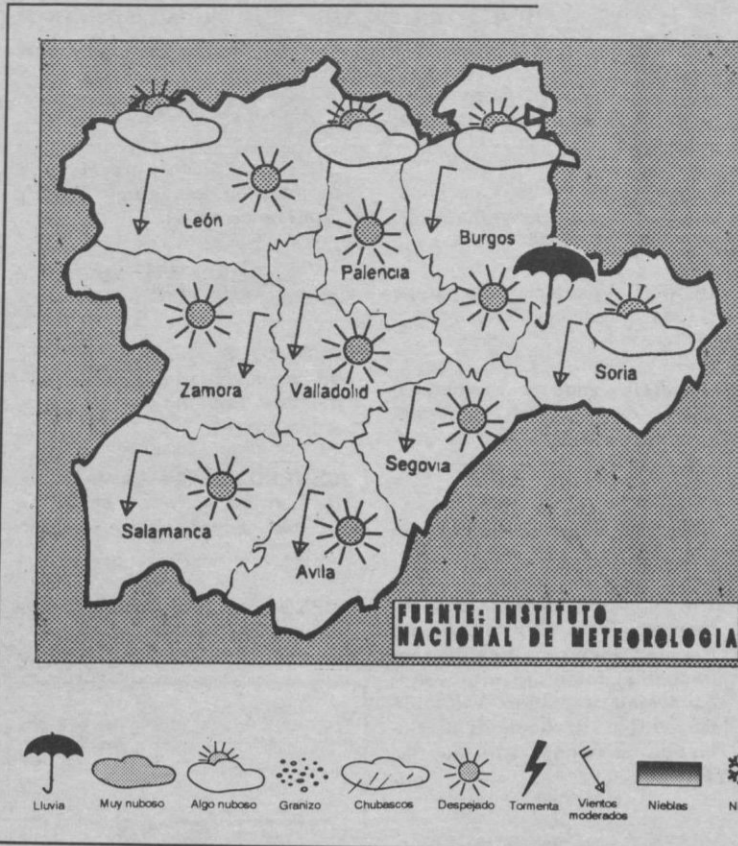 León
Burgos
Palencia
Zamora
Valladolid
Soria
Segovia
Salamanca
Avila
FUENTE: INSTITUTO
NACIONAL DE METEOROLOGIA
Lluvia
Muy nuboso
Algo nuboso
Granizo
Chubascos
Despejado
Tormenta
Vientos
moderados
Nieblas